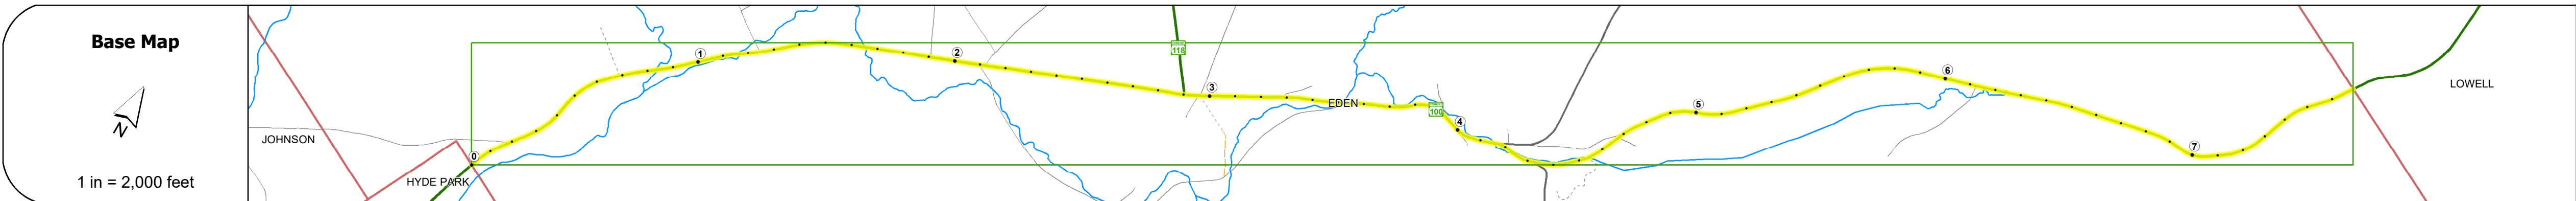 Base Map
N
1 in = 2,000 feet
JOHNSON
HYDE PARK
0
1
2
118
3
EDEN
100
4
5
6
7
LOWELL